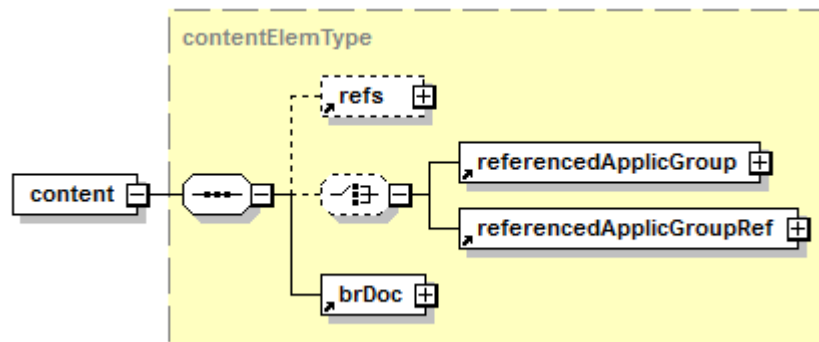 contentElemType
refs
content
referencedApplicGroup
referencedApplicGroupRef
brDoc